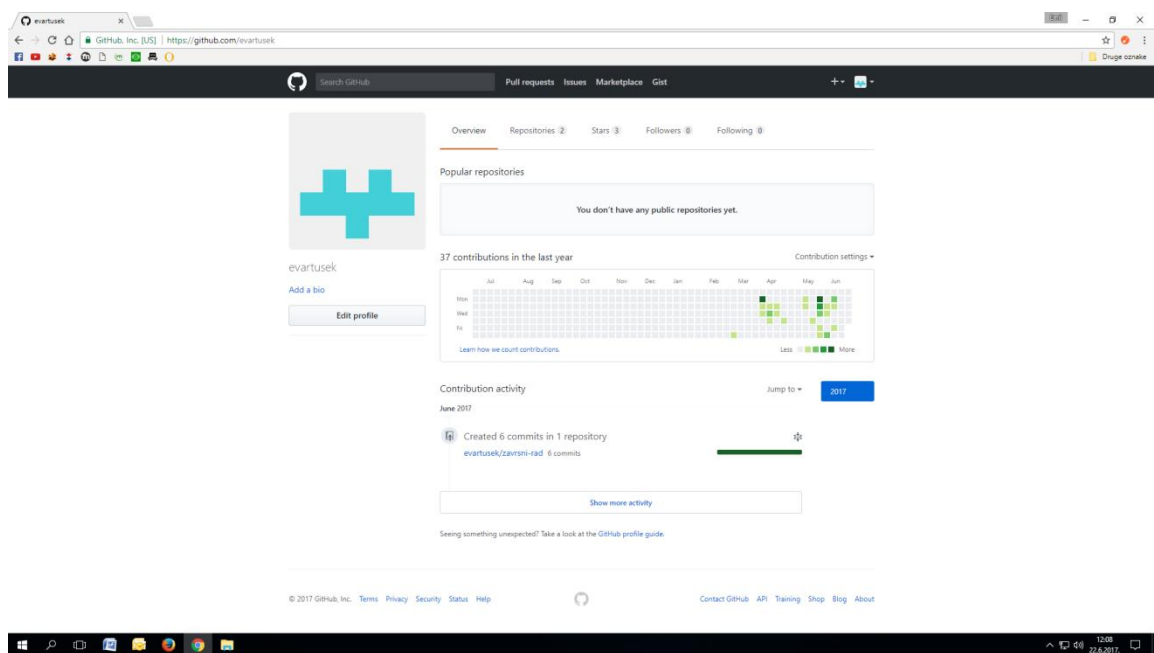 evartusek
GitHub, Inc. [US] | https://github.com/evartusek
Druge oznake
Search GitHub Pull requests Issues Marketplace Gist
Overview Repositories 2 Stars 3 Followers 0 Following 0
Popular repositories
You don't have any public repositories yet.
evartusek
Add a bio
Edit profile
37 contributions in the last year Contribution settings
Jul Aug Sep Oct Nov Dec Jan Feb Mar Apr May Jun
Mon
Wed
Fri
Learn how we count contributions. Less More
Contribution activity Jump to 2017
June 2017
Created 6 commits in 1 repository
evartusek/zavrsni-rad 6 commits
Show more activity
Seeing something unexpected? Take a look at the GitHub profile guide.
© 2017 GitHub, Inc. Terms Privacy Security Status Help Contact GitHub API Training Shop Blog About
12:08
22.6.2017.